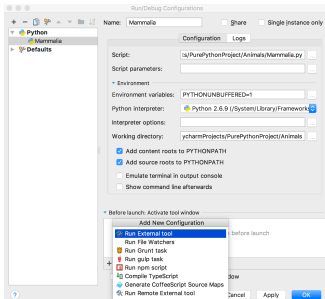 Run/Debug Configurations
Name: Mammalia
Share
Single instance only
Python
Mammalia
Defaults
Configuration
Logs
Script:
ts/PurePythonProject/Animals/Mammalia.py
Script parameters:
Environment
Environment variables:
PYTHONUNBUFFERED=1
Python interpreter:
Python 2.6.9 (/System/Library/Frameworks
Interpreter options:
Working directory:
ycharmProjects/PurePythonProject/Animals
Add content roots to PYTHONPATH
Add source roots to PYTHONPATH
Emulate terminal in output console
Show command line afterwards
Before launch: Activate tool window
Add New Configuration
Run External tool
Run File Watchers
before launch
Run Grunt task
Run gulp task
Run npm script
Compile TypeScript
Generate CoffeeScript Source Maps
dow
Run Remote External tool
Cancel
Apply
OK